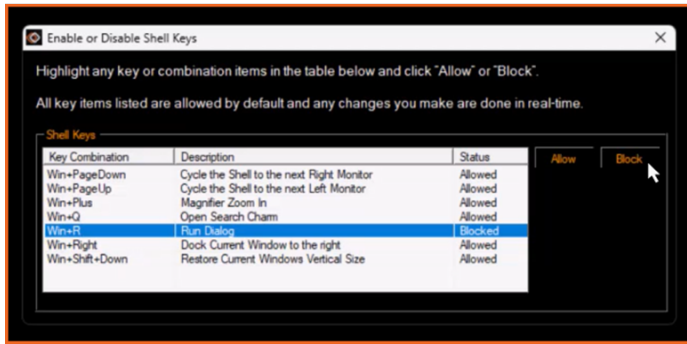 Enable or Disable Shell Keys
Highlight any key or combination items in the table below and click "Allow" or "Block".
All key items listed are allowed by default and any changes you make are done in real-time.
Shell Keys
Key Combination Description Status Allow Block
Win+PageDown Cycle the Shell to the next Right Monitor Allowed
Win+PageUp Cycle the Shell to the next Left Monitor Allowed
Win+Plus Magnifier Zoom In Allowed
Win+Q Open Search Charm Allowed
Win+R Run Dialog Blocked
Win+Right Dock Current Window to the right Allowed
Win+Shift+Down Restore Current Windows Vertical Size Allowed